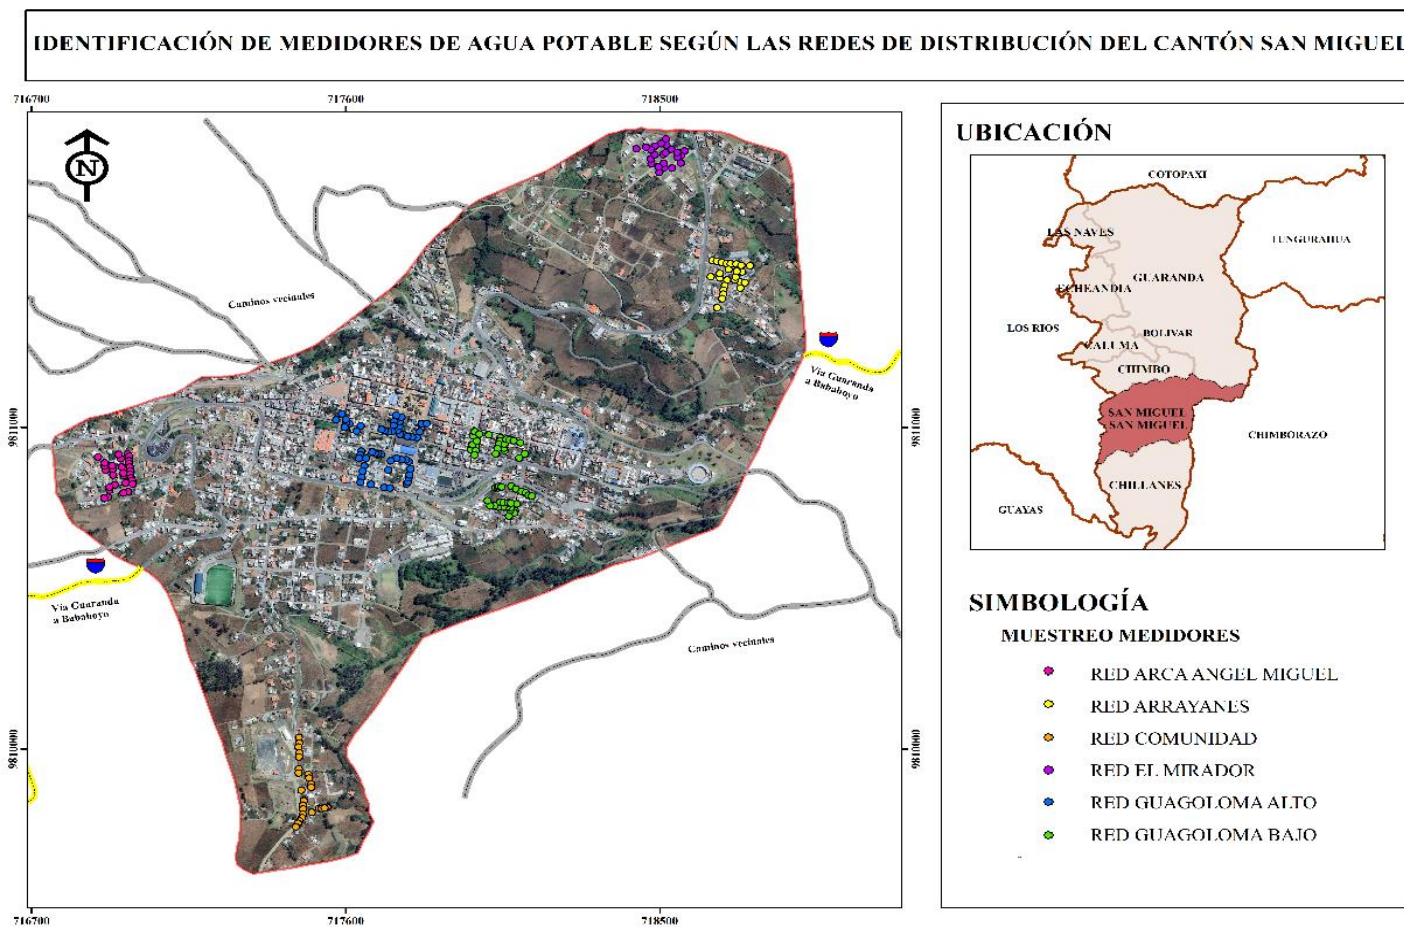 IDENTIFICACIÓN DE MEDIDORES DE AGUA POTABLE SEGÚN LAS REDES DE DISTRIBUCIÓN DEL CANTÓN SAN MIGUEL
716700
717600
718500
N
Caminos vecinales
Vía Guaranda
a Babahoyo
9811000
9811000
Vía Guaranda
a Babahoyo
Caminos vecinales
9810000
9810000
716700
717600
718500
UBICACIÓN
COTOPAXI
LAS NAVES
TUNGURAHUA
GUARANDA
ECHEANDIA
LOS RIOS
BOLIVAR
CALUMA
CHIMBO
SAN MIGUEL
SAN MIGUEL
CHIMBORAZO
CHILLANES
GUAYAS
SIMBOLOGÍA
MUESTREO MEDIDORES
RED ARCA ANGEL MIGUEL
RED ARRAYANES
RED COMUNIDAD
RED EL MIRADOR
RED GUAGOLOMA ALTO
RED GUAGOLOMA BAJO